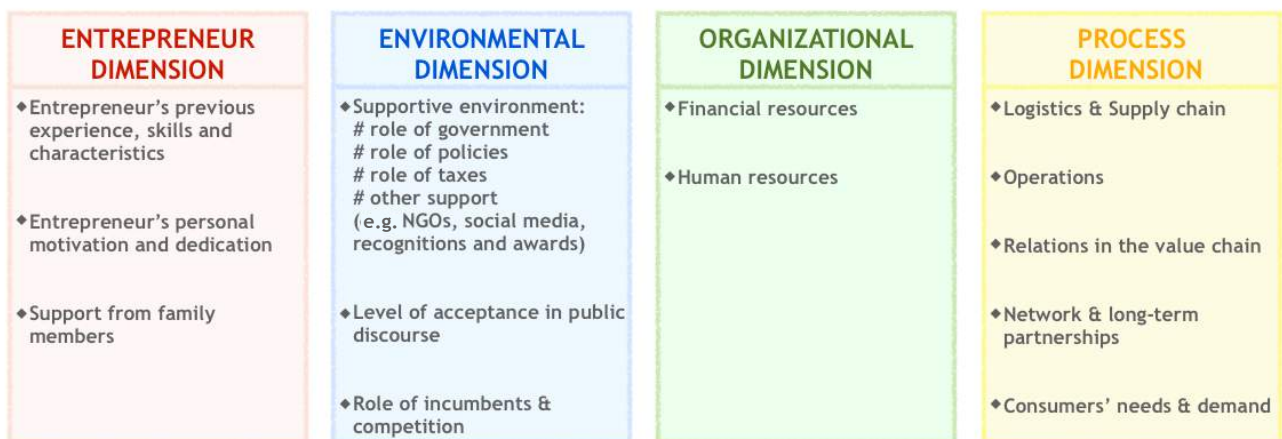 ENTREPRENEUR
DIMENSION
◆Entrepreneur’s previous
experience, skills and
characteristics
◆Entrepreneur’s personal
motivation and dedication
◆Support from family
members
ENVIRONMENTAL
DIMENSION
◆Supportive environment:
# role of government
# role of policies
# role of taxes
# other support
(e.g. NGOs, social media,
recognitions and awards)
◆Level of acceptance in public
discourse
◆Role of incumbents &
competition
ORGANIZATIONAL
DIMENSION
◆Financial resources
◆Human resources
PROCESS
DIMENSION
◆Logistics & Supply chain
◆Operations
◆Relations in the value chain
◆Network & long-term
partnerships
◆Consumers’ needs & demand